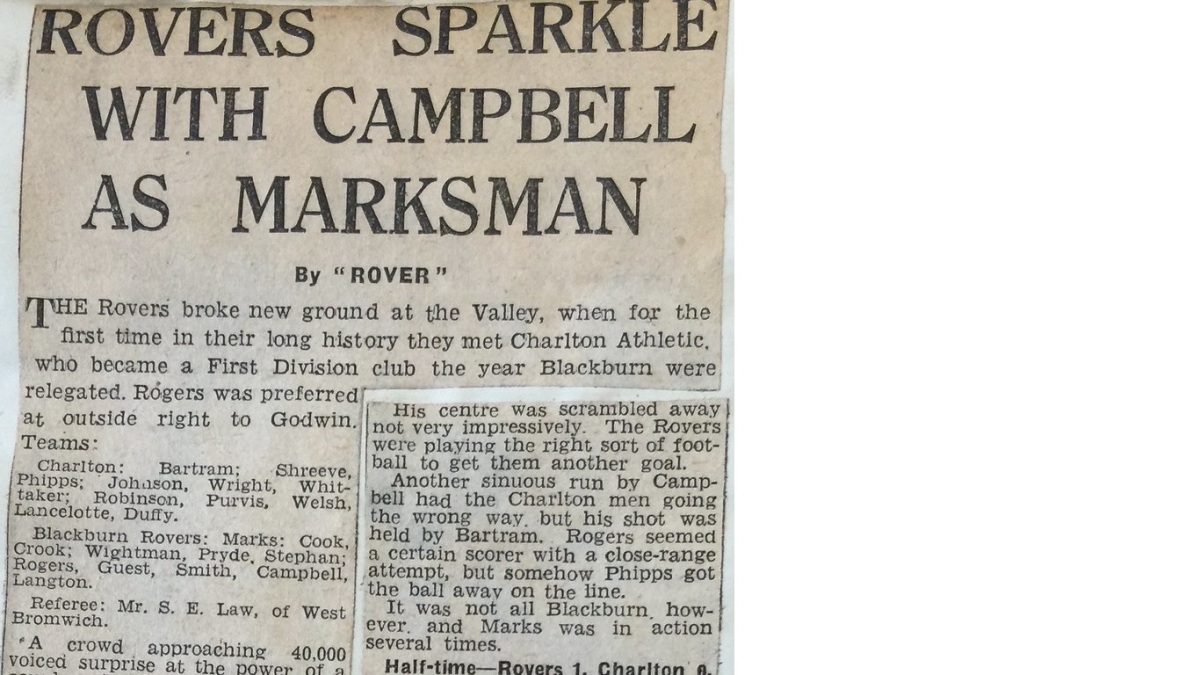 ROVERS SPARKLE
WITH CAMPBELL
AS MARKSMAN
By "ROVER"
THE Rovers broke new ground at the Valley, when for the
first time in their long history they met Charlton Athletic,
who became a First Division club the year Blackburn were
relegated. Rogers was preferred
at outside right to Godwin.
Teams:
Charlton: Bartram; Shreeve,
Phipps; Johnson, Wright, Whit-
taker; Robinson, Purvis, Welsh,
Lancelotte, Duffy.
Blackburn Rovers: Marks: Cook,
Crook; Wightman, Pryde, Stephan;
Rogers, Guest, Smith, Campbell,
Langton.
Referee: Mr. S. E. Law, of West
Bromwich.
"A crowd approaching 40,000
voiced surprise at the power of a
His centre was scrambled away
not very impressively. The Rovers
were playing the right sort of foot-
ball to get them another goal.
Another sinuous run by Camp-
bell had the Charlton men going
the wrong way, but his shot was
held by Bartram. Rogers seemed
a certain scorer with a close-range
attempt, but somehow Phipps got
the ball away on the line.
It was not all Blackburn, how-
ever, and Marks was in action
several times.
Half-time—Rovers 1, Charlton 0.